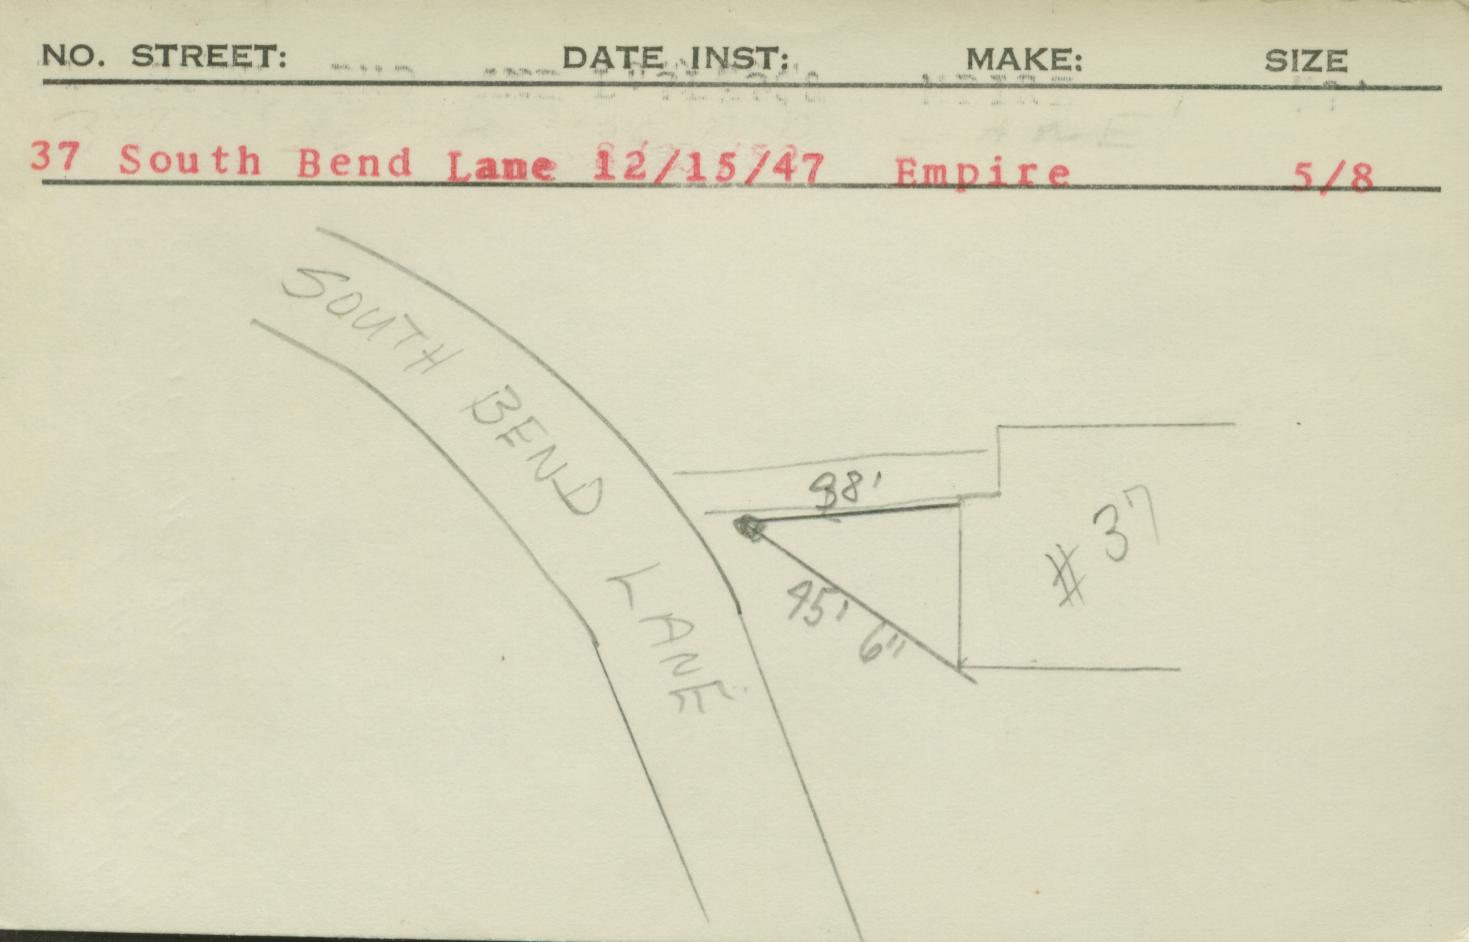 NO. STREET: DATE INST: MAKE: SIZE
37 South Bend Lane 12/15/47 Empire 5/8
SOUTH BEND LANE
38'
45' 6"
# 37